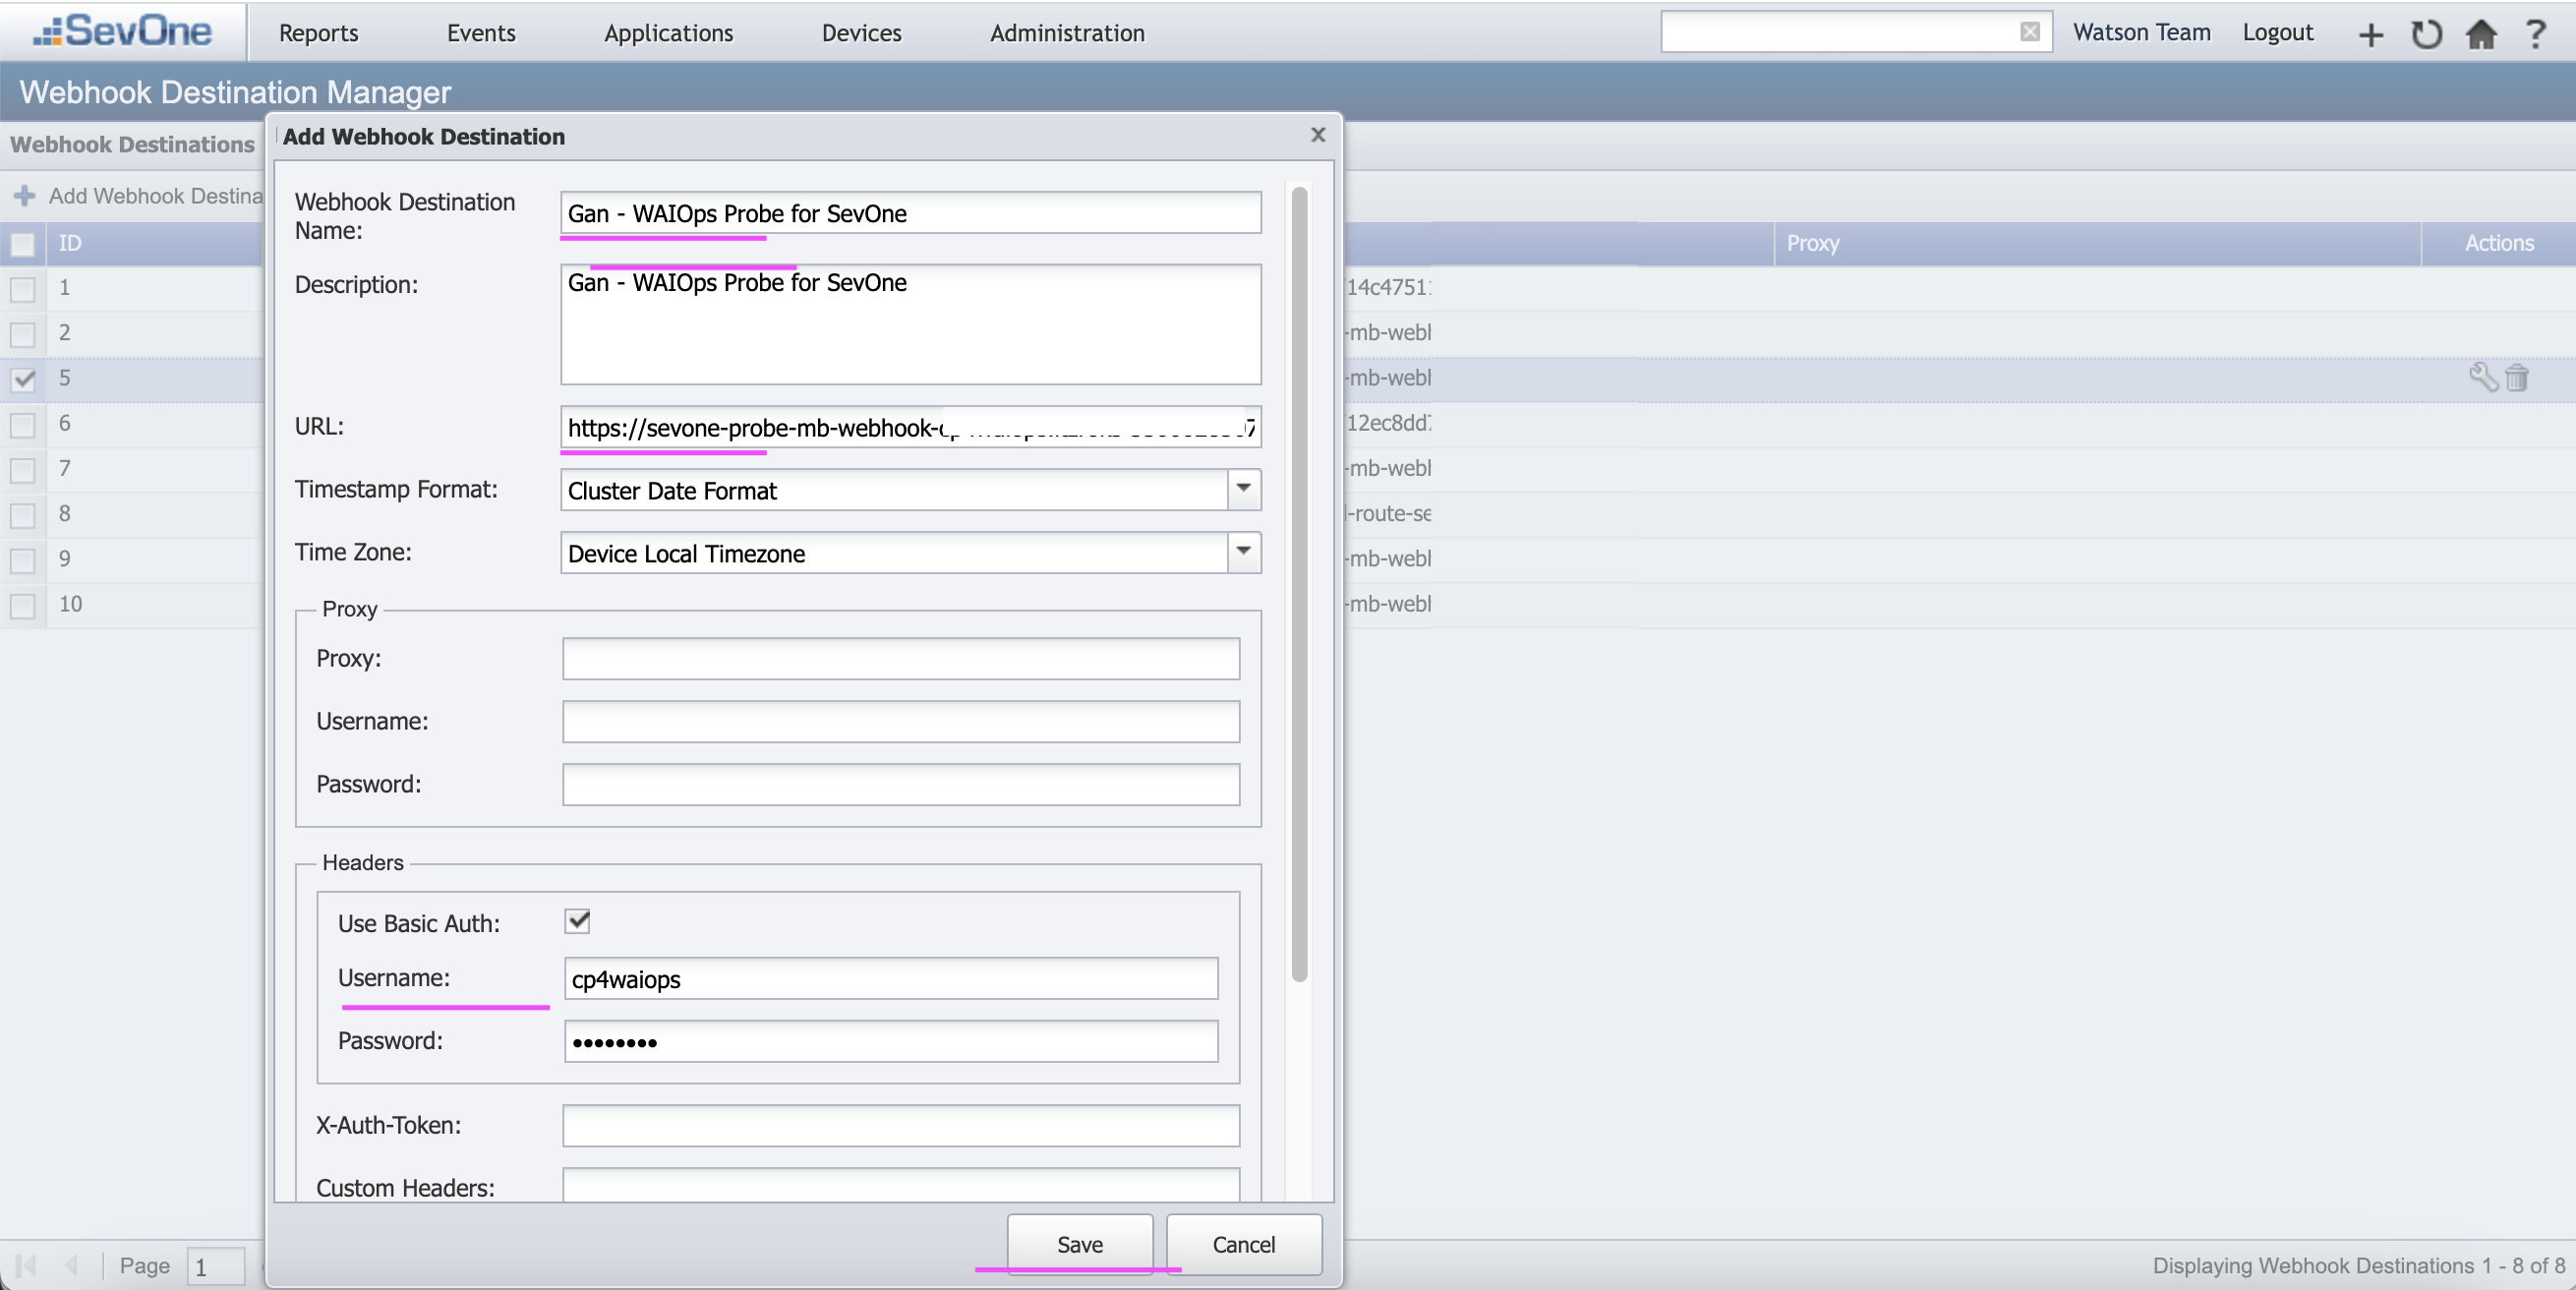 SevOne
Reports Events Applications Devices Administration
Watson Team Logout
Webhook Destination Manager
Webhook Destinations
Add Webhook Destina
ID Proxy Actions
1 14c4751
2 -mb-webl
5 -mb-webl
6 12ec8dd
7 -mb-webl
8 -route-se
9 -mb-webl
10 -mb-webl
Add Webhook Destination
Webhook Destination
Name:
Gan - WAIOps Probe for SevOne
Description:
Gan - WAIOps Probe for SevOne
URL:
https://sevone-probe-mb-webhook-
Timestamp Format:
Cluster Date Format
Time Zone:
Device Local Timezone
Proxy
Proxy:
Username:
Password:
Headers
Use Basic Auth:
Username:
cp4waiops
Password:
••••••••
X-Auth-Token:
Custom Headers:
Save Cancel
Page 1
Displaying Webhook Destinations 1 - 8 of 8